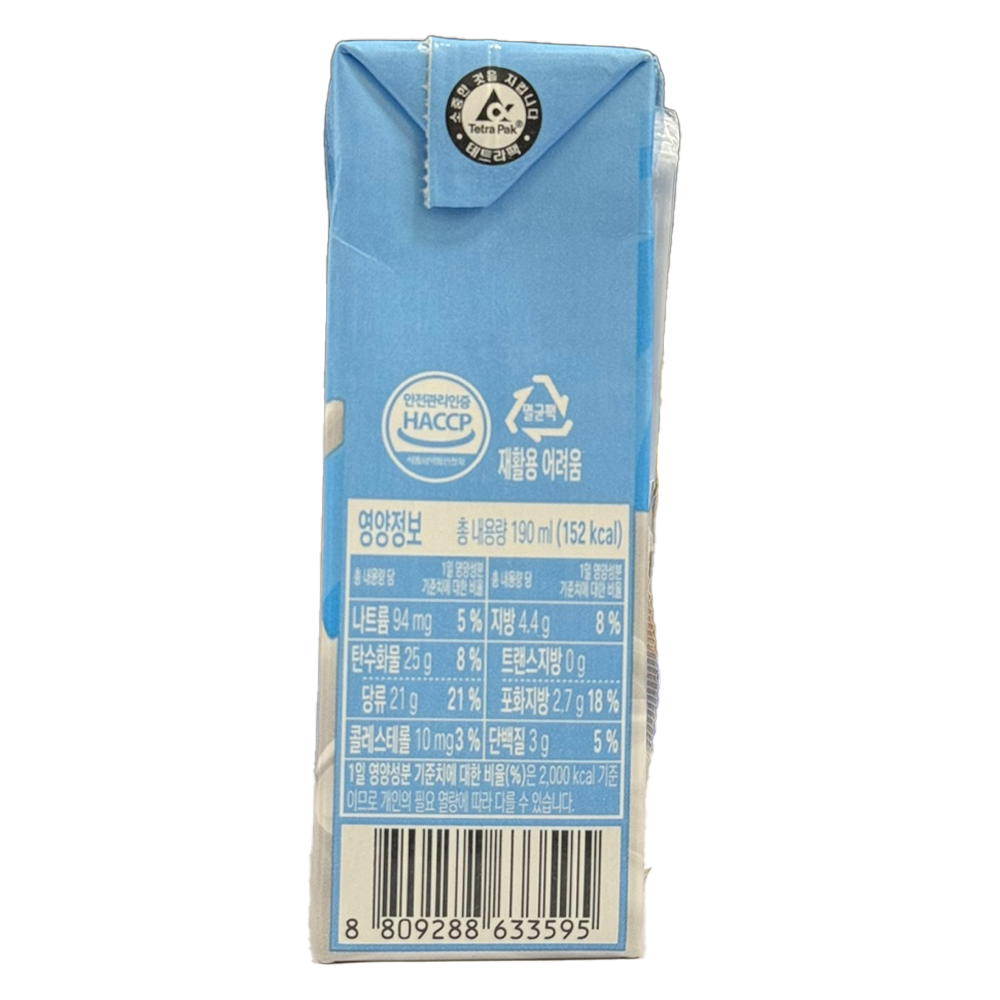 소중한 것을 지킵니다
Tetra Pak®
테트라팩
안전관리인증
HACCP
식품의약품안전처
멸균팩
재활용 어려움
영양정보 총 내용량 190 ml (152 kcal)
총 내용량 당 1일 영양성분 기준치에 대한 비율 총 내용량 당 1일 영양성분 기준치에 대한 비율
나트륨 94 mg 5 % 지방 4.4 g 8 %
탄수화물 25 g 8 % 트랜스지방 0 g
당류 21 g 21 % 포화지방 2.7 g 18 %
콜레스테롤 10 mg 3 % 단백질 3 g 5 %
1일 영양성분 기준치에 대한 비율(%)은 2,000 kcal 기준
이므로 개인의 필요 열량에 따라 다를 수 있습니다.
8 809288 633595